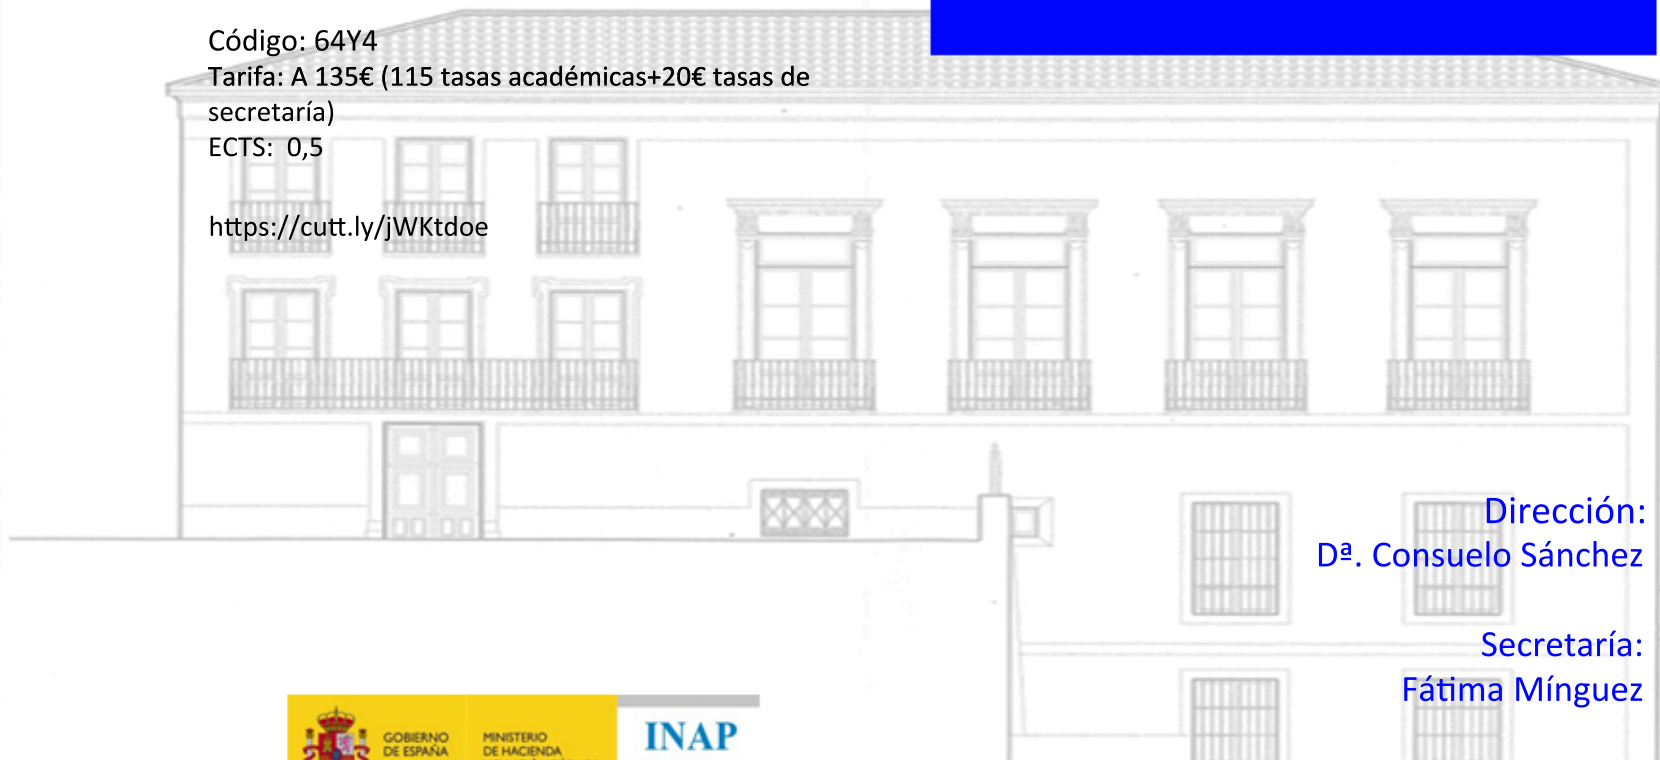 Código: 64Y4
Tarifa: A 135€ (115 tasas académicas+20€ tasas de
secretaría)
ECTS:  0,5
https://cutt.ly/jWKtdoe
Dirección:
Dª. Consuelo Sánchez
Secretaría:
Fátima Mínguez
GOBIERNO
DE ESPAÑA
MINISTERIO
DE HACIENDA
INAP